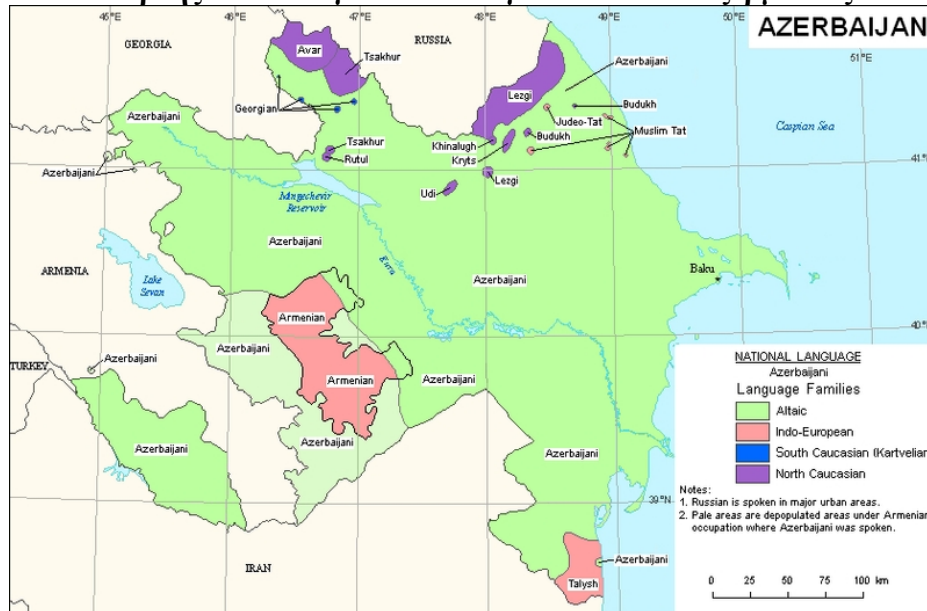 46°E
47°E
48°E
49°E
50°E
AZERBAIJAN
GEORGIA
RUSSIA
51°E
Avar
Tsakhur
Azerbaijani
Lezgi
Georgian
Budukh
Azerbaijani
Judeo-Tat
Muslim Tat
Caspian Sea
Budukh
Tsakhur
Khinalugh
Rutul
Kryts
41°N
Azerbaijani
Lezgi
Udi
Mingechevir
Reservoir
Azerbaijani
ARMENIA
Lake
Sevan
Kura
Azerbaijani
Baku
Armenian
40°N
Azerbaijani
Azerbaijani
TURKEY
Armenian
Azerbaijani
Azerbaijani
Azerbaijani
Azerbaijani
39°N
IRAN
Azerbaijani
Talysh
NATIONAL LANGUAGE
Azerbaijani
Language Families
Altaic
Indo-European
South Caucasian (Kartvelian
North Caucasian
Notes:
1. Russian is spoken in major urban areas.
2. Pale areas are depopulated areas under Armenian
occupation where Azerbaijani was spoken.
0 25 50 75 100 km
45°E
46°E
47°E
48°E
49°E